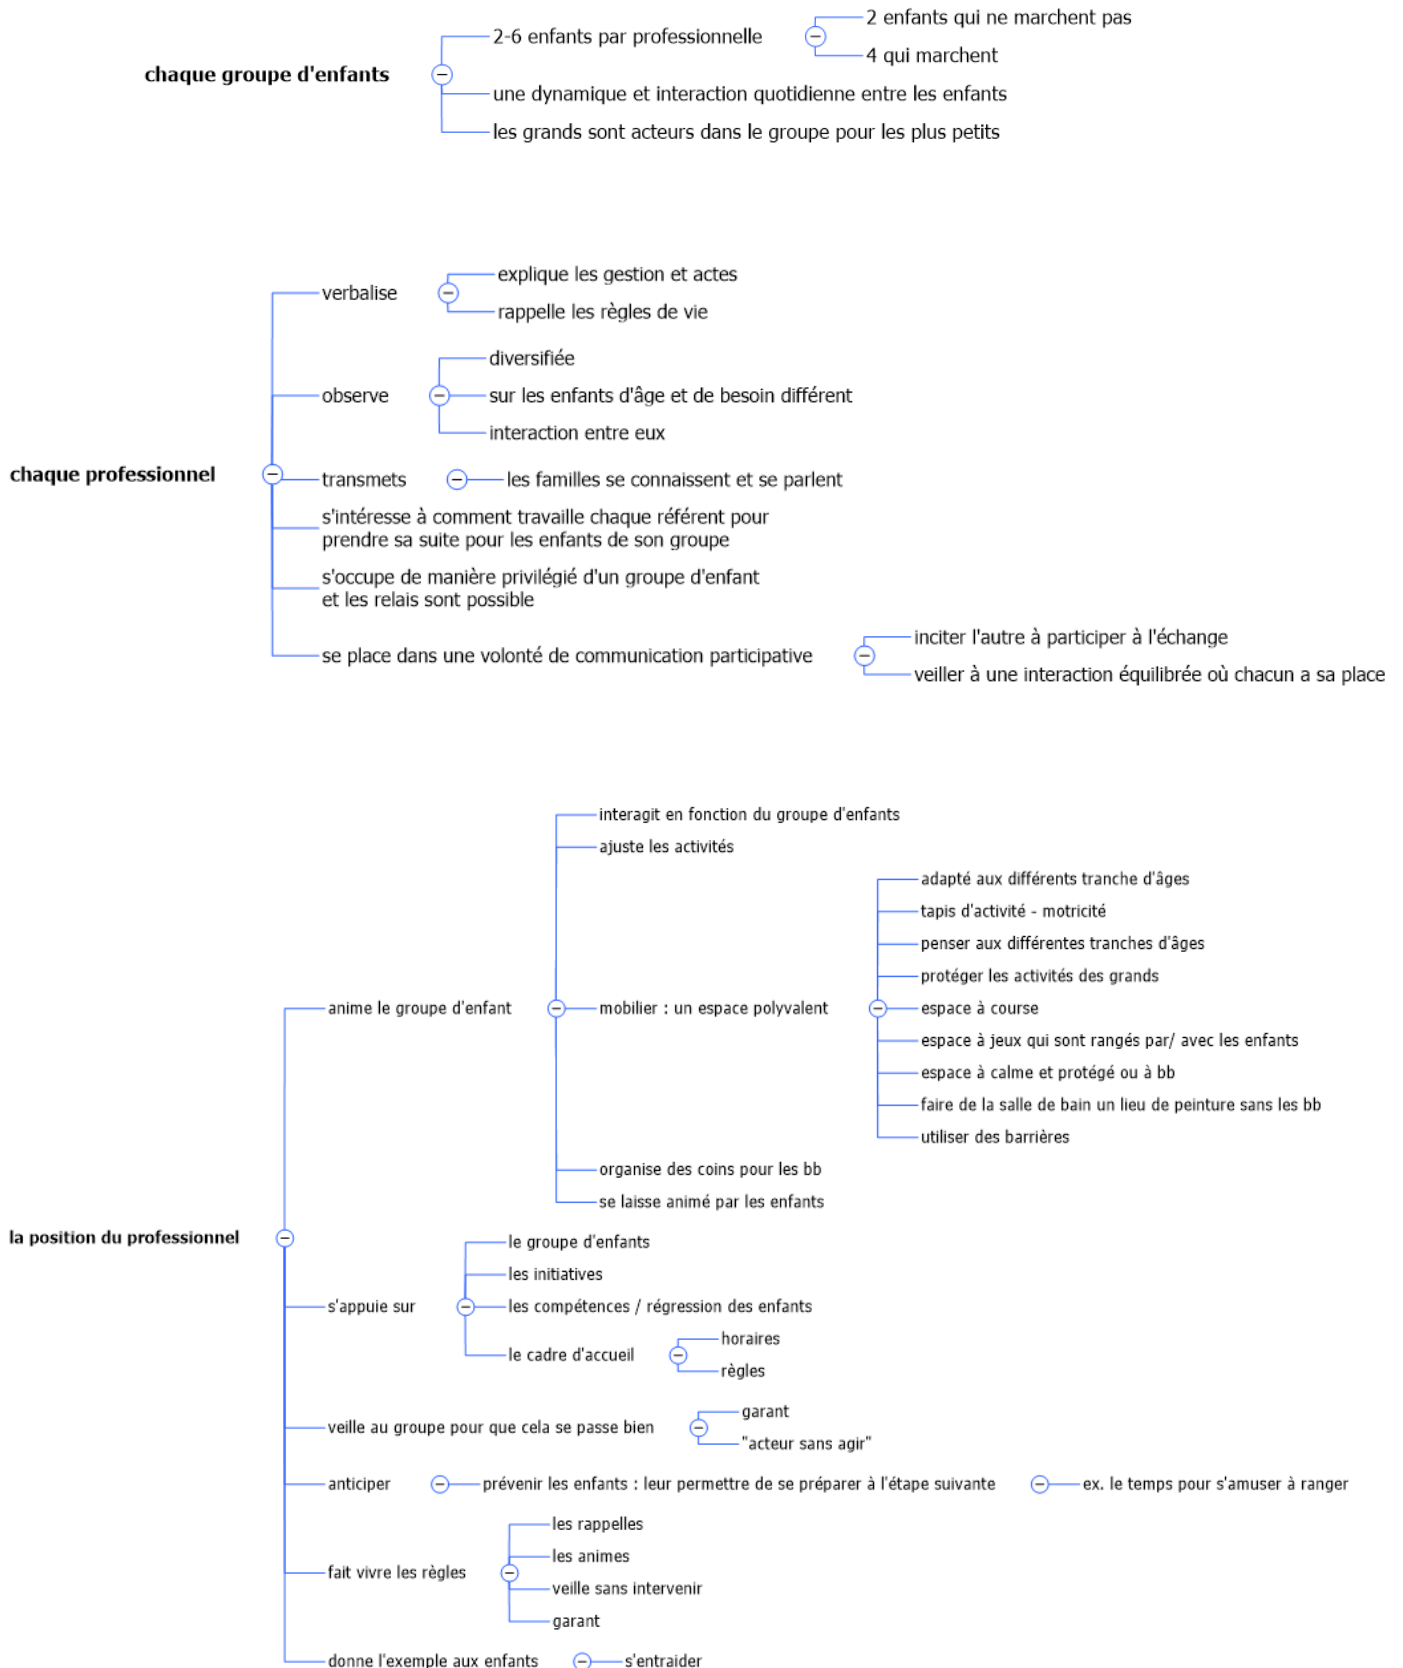 chaque groupe d'enfants
2-6 enfants par professionnelle
2 enfants qui ne marchent pas
4 qui marchent
une dynamique et interaction quotidienne entre les enfants
les grands sont acteurs dans le groupe pour les plus petits
chaque professionnel
verbalise
explique les gestion et actes
rappelle les règles de vie
observe
diversifiée
sur les enfants d'âge et de besoin différent
interaction entre eux
transmets
les familles se connaissent et se parlent
s'intéresse à comment travaille chaque référent pour
prendre sa suite pour les enfants de son groupe
s'occupe de manière privilégié d'un groupe d'enfant
et les relais sont possible
se place dans une volonté de communication participative
inciter l'autre à participer à l'échange
veiller à une interaction équilibrée où chacun a sa place
la position du professionnel
anime le groupe d'enfant
interagit en fonction du groupe d'enfants
ajuste les activités
mobilier : un espace polyvalent
adapté aux différents tranche d'âges
tapis d'activité - motricité
penser aux différentes tranches d'âges
protéger les activités des grands
espace à course
espace à jeux qui sont rangés par/ avec les enfants
espace à calme et protégé ou à bb
faire de la salle de bain un lieu de peinture sans les bb
utiliser des barrières
organise des coins pour les bb
se laisse animé par les enfants
s'appuie sur
le groupe d'enfants
les initiatives
les compétences / régression des enfants
le cadre d'accueil
horaires
règles
veille au groupe pour que cela se passe bien
garant
"acteur sans agir"
anticiper
prévenir les enfants : leur permettre de se préparer à l'étape suivante
ex. le temps pour s'amuser à ranger
fait vivre les règles
les rappelles
les animes
veille sans intervenir
garant
donne l'exemple aux enfants
s'entraider